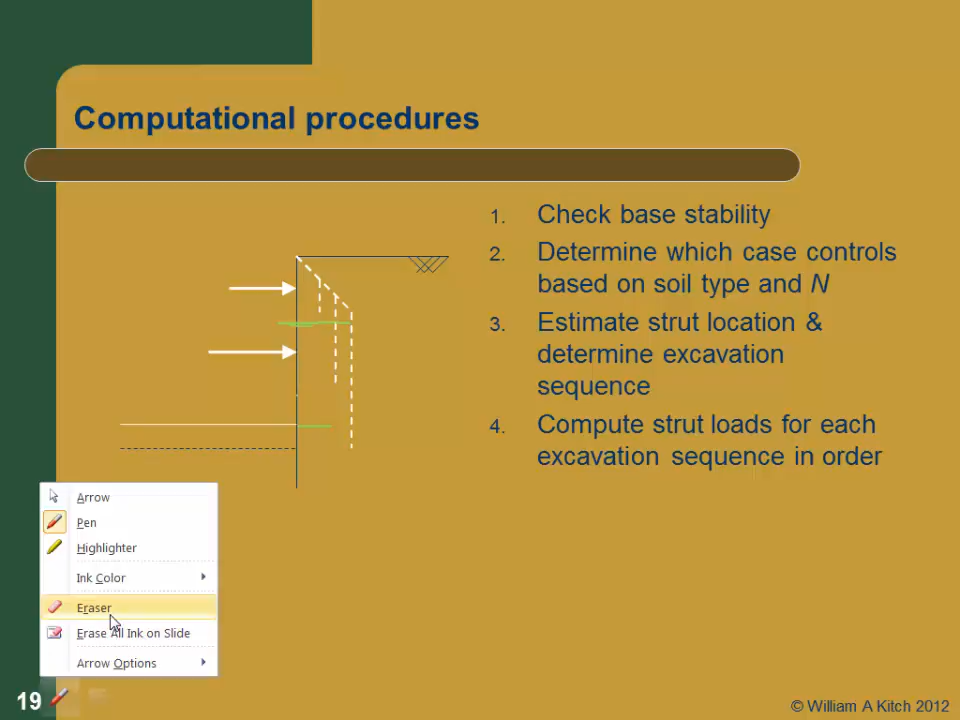 Computational procedures
1. Check base stability
2. Determine which case controls
based on soil type and N
3. Estimate strut location &
determine excavation
sequence
4. Compute strut loads for each
excavation sequence in order
Arrow
Pen
Highlighter
Ink Color
Eraser
Erase All Ink on Slide
Arrow Options
19
© William A Kitch 2012